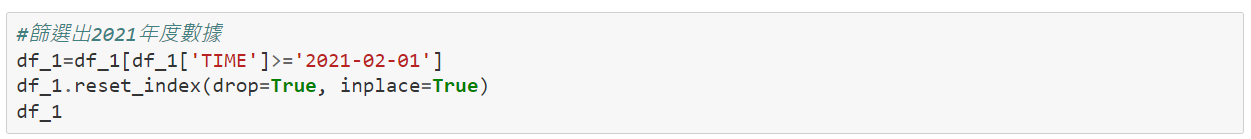 #篩選出2021年度數據
df_1=df_1[df_1['TIME']>='2021-02-01']
df_1.reset_index(drop=True, inplace=True)
df_1